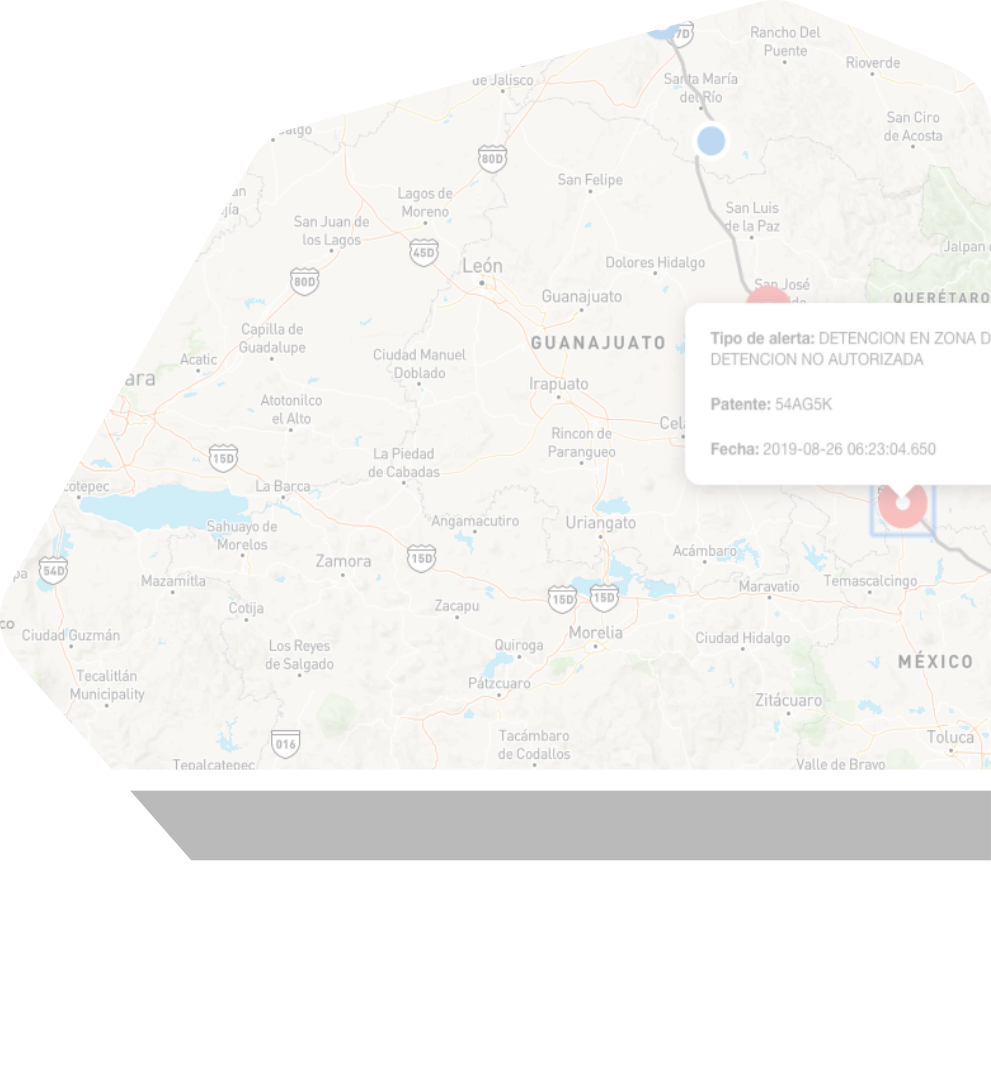 Rancho Del
Puente
7D
Rioverde
Santa María
del Río
de Jalisco
San Ciro
de Acosta
80D
San Felipe
Lagos de
Moreno
San Luis
de la Paz
San Juan de
los Lagos
45D
León
Dolores Hidalgo
Jalpan
80D
San José
de
Guanajuato
QUERÉTARO
Capilla de
Guadalupe
GUANAJUATO
Tipo de alerta: DETENCION EN ZONA D
DETENCION NO AUTORIZADA
Patente: 54AG5K
Fecha: 2019-08-26 06:23:04.650
Acatic
Ciudad Manuel
Doblado
ara
Irapuato
Atotonilco
el Alto
Cela
Rincon de
Parangueo
15D
La Piedad
de Cabadas
cotepec
La Barca
Angamacutiro
Uriangato
Sahuayo de
Morelos
Acámbaro
15D
Zamora
54D
Mazamitla
Maravatio
Temascalcingo
15D
15D
Cotija
Zacapu
co
Ciudad Guzmán
Morelia
Ciudad Hidalgo
Los Reyes
de Salgado
Quiroga
MÉXICO
Tecalitlán
Municipality
Pátzcuaro
Zitácuaro
016
Tacámbaro
de Codallos
Toluca
Tepalcatepec
Valle de Bravo